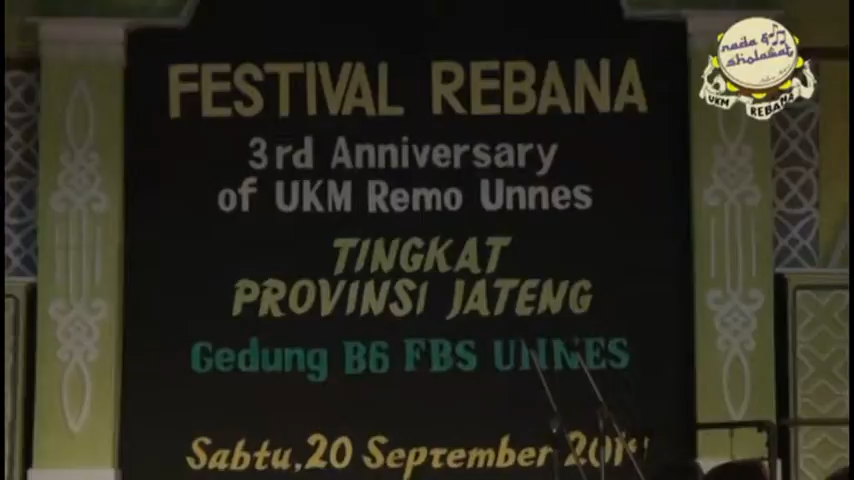 nada &
sholawat
UKM REBANA
FESTIVAL REBANA
3rd Anniversary
of UKM Remo Unnes
TINGKAT
PROVINSI JATENG
Gedung B6 FBS UNNES
Sabtu, 20 September